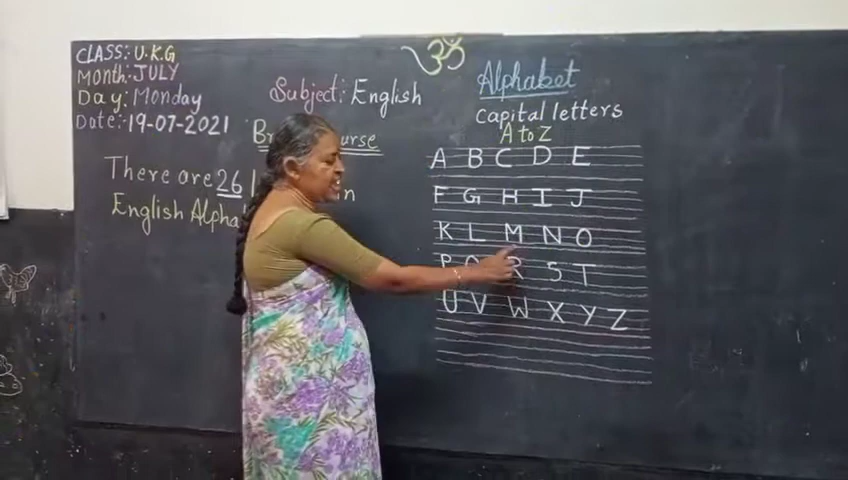 CLASS: U.K.G
Month: JULY
Day: Monday
Date: 19-07-2021
ॐ
Subject: English
Alphabet
Capital letters
A to Z
There are 26
English
A B C D E
F G H I J
K L M N O
P Q R S T
U V W X Y Z